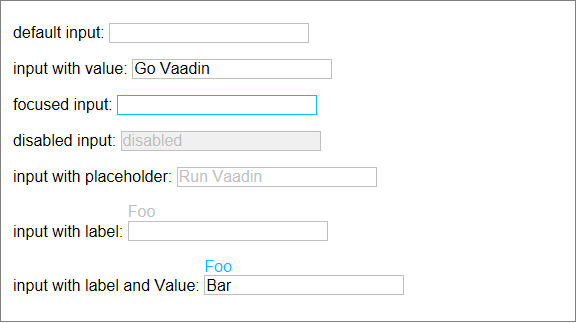 default input:
input with value: Go Vaadin
focused input:
disabled input: disabled
input with placeholder: Run Vaadin
Foo
input with label:
Foo
input with label and Value: Bar